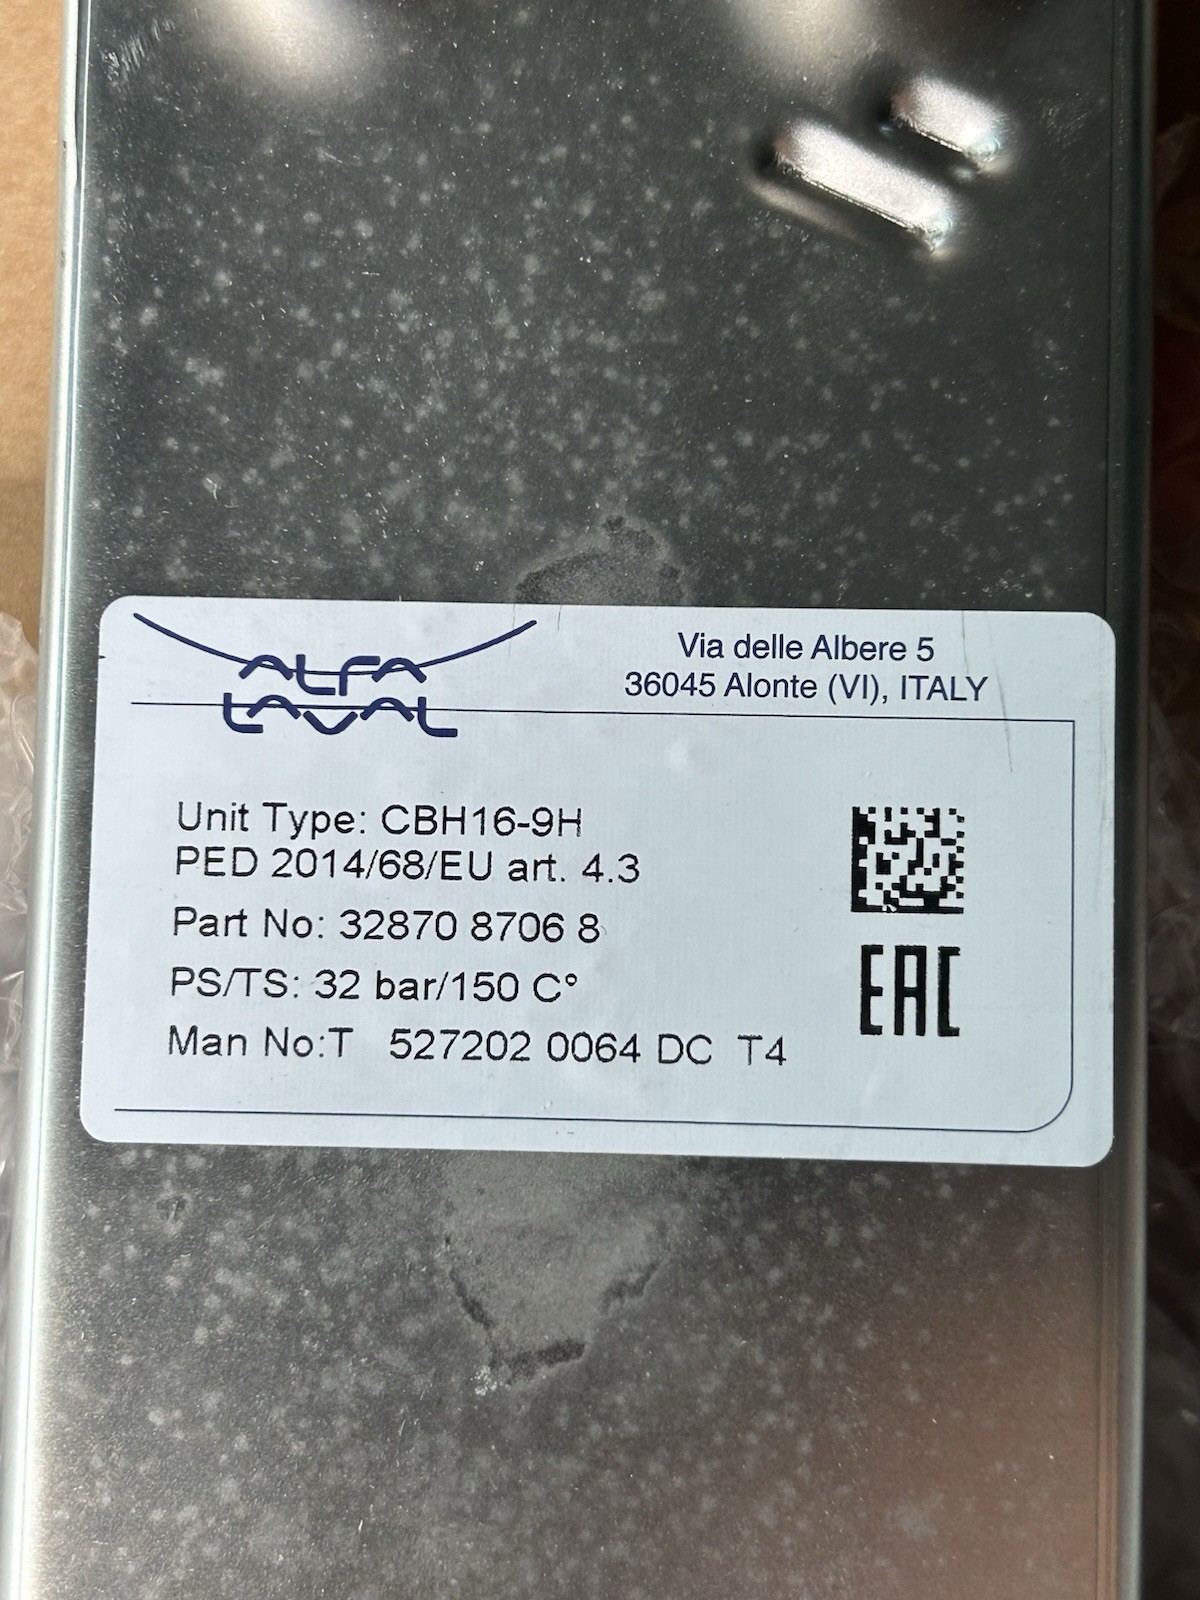 ALFA
LAVAL
Via delle Albere 5
36045 Alonte (VI), ITALY
Unit Type: CBH16-9H
PED 2014/68/EU art. 4.3
Part No: 32870 8706 8
PS/TS: 32 bar/150 C°
Man No:T 527202 0064 DC T4
EAC